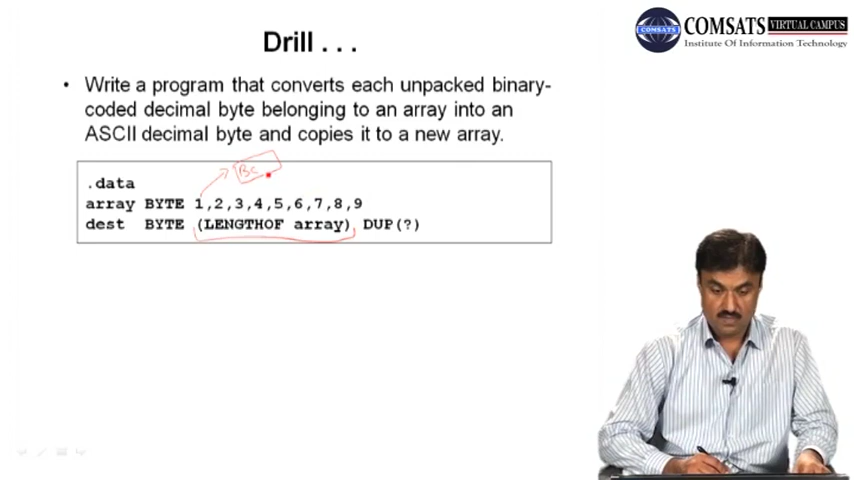 COMSATS VIRTUAL CAMPUS
COMSATS
Institute Of Information Technology
Drill . . .
• Write a program that converts each unpacked binary-
coded decimal byte belonging to an array into an
ASCII decimal byte and copies it to a new array.
BC
.data
array BYTE 1,2,3,4,5,6,7,8,9
dest BYTE (LENGTHOF array) DUP(?)